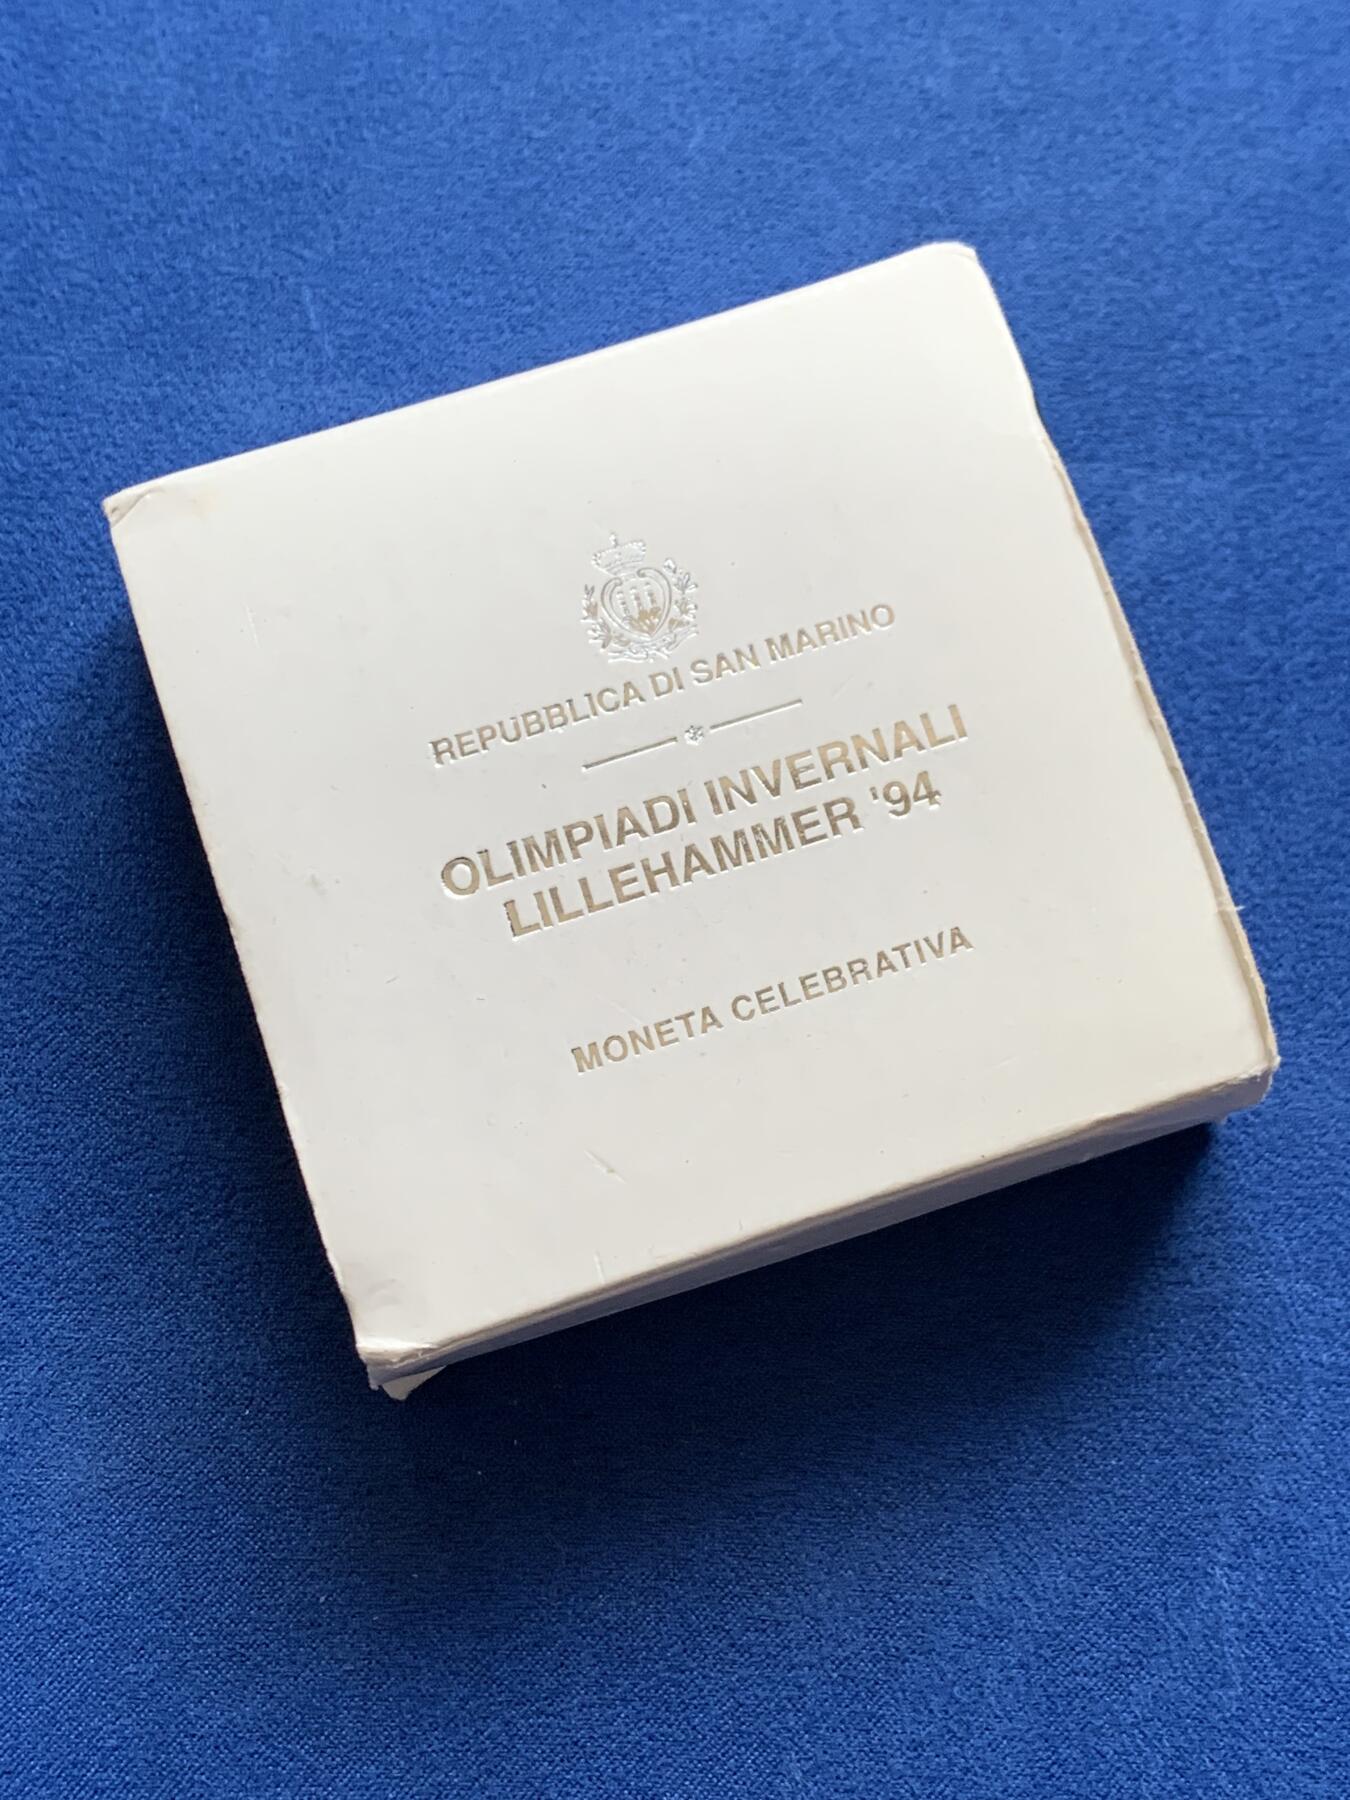 REPUBBLICA DI SAN MARINO
OLIMPIADI INVERNALI
LILLEHAMMER '94
MONETA CELEBRATIVA